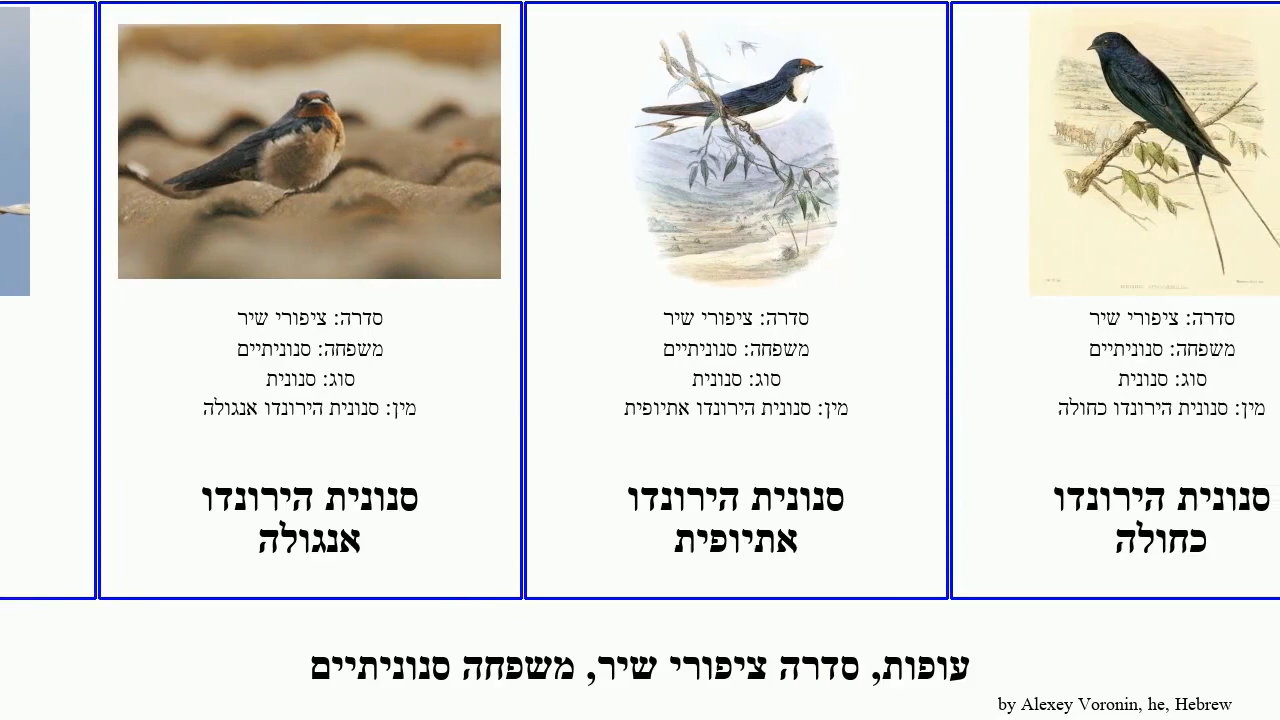 סדרה: ציפורי שיר
משפחה: סנוניתיים
סוג: סנונית
מין: סנונית הירונדו אנגולה
סנונית הירונדו
אנגולה
סדרה: ציפורי שיר
משפחה: סנוניתיים
סוג: סנונית
מין: סנונית הירונדו אתיופית
סנונית הירונדו
אתיופית
סדרה: ציפורי שיר
משפחה: סנוניתיים
סוג: סנונית
מין: סנונית הירונדו כחולה
סנונית הירונדו
כחולה
עופות, סדרה ציפורי שיר, משפחה סנוניתיים
by Alexey Voronin, he, Hebrew